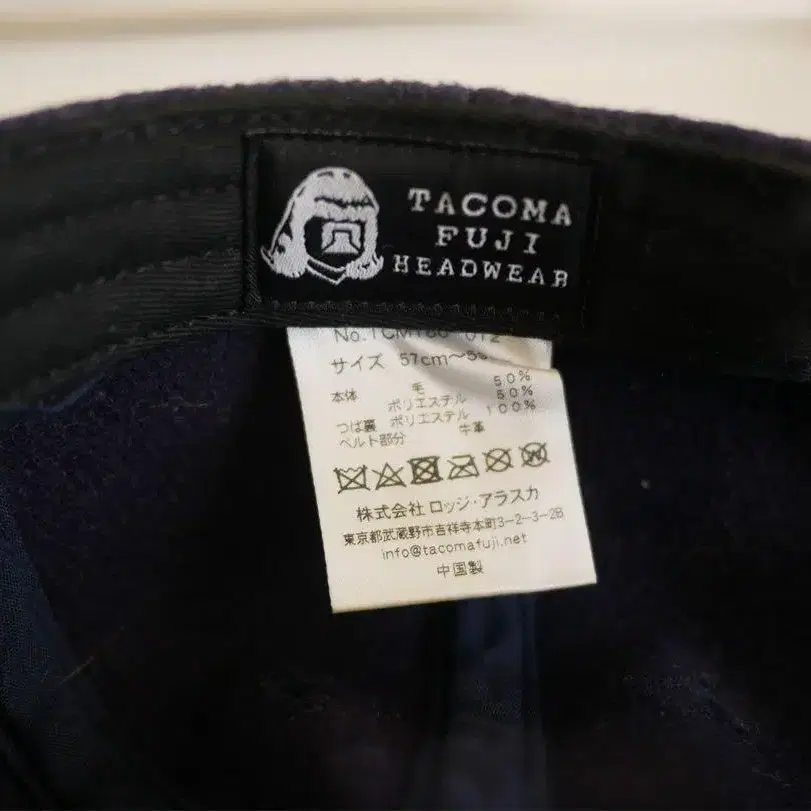 TACOMA
FUJI
HEADWEAR
No.
サイズ 57cm〜
本体 毛 50%
ポリエステル 50%
つば裏 ポリエステル 100%
ベルト部分 牛革
株式会社 ロッジ・アラスカ
東京都武蔵野市吉祥寺本町3-2-3-2B
info@tacomafuji.net
中国製